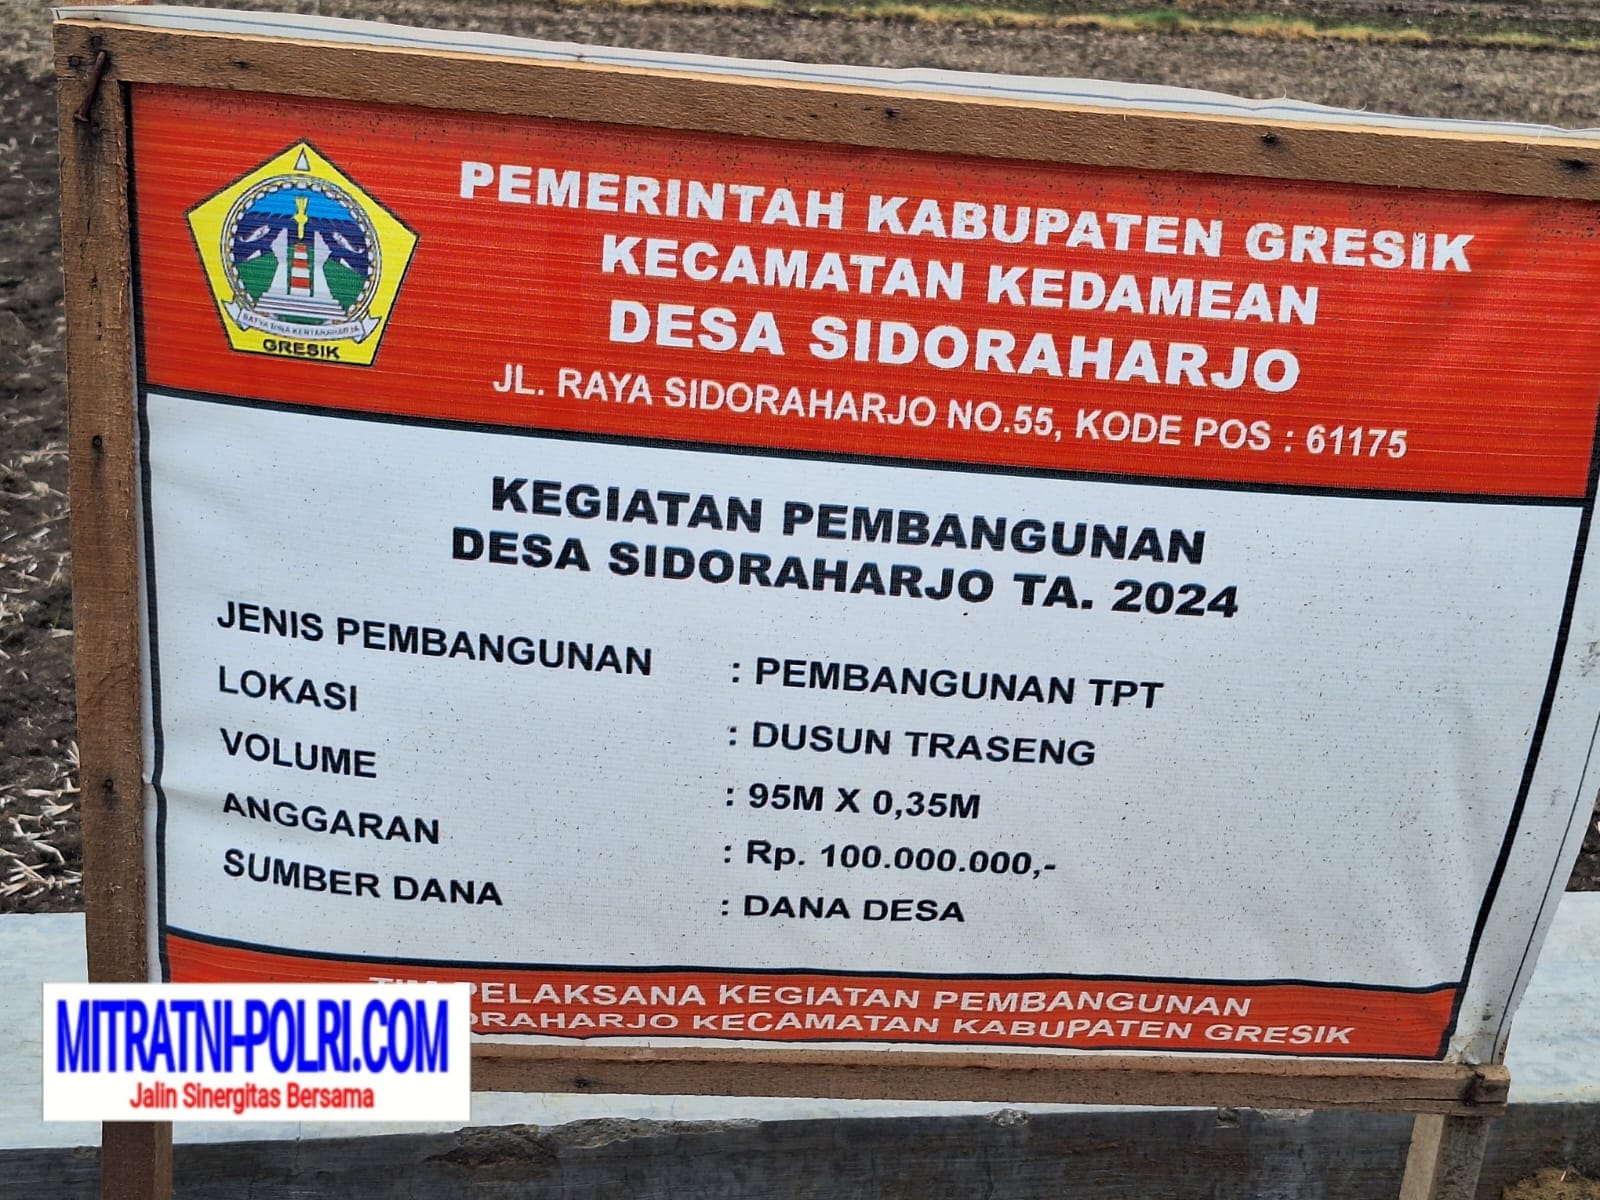 PEMERINTAH KABUPATEN GRESIK
KECAMATAN KEDAMEAN
DESA SIDORAHARJO
JL. RAYA SIDORAHARJO NO.55, KODE POS : 61175
GRESIK
KEGIATAN PEMBANGUNAN
DESA SIDORAHARJO TA. 2024
JENIS PEMBANGUNAN : PEMBANGUNAN TPT
LOKASI : DUSUN TRASENG
VOLUME : 95M X 0,35M
ANGGARAN : Rp. 100.000.000,-
SUMBER DANA : DANA DESA
PELAKSANA KEGIATAN PEMBANGUNAN
KECAMATAN KABUPATEN GRESIK
MITRATNI-POLRI.COM
Jalin Sinergitas Bersama